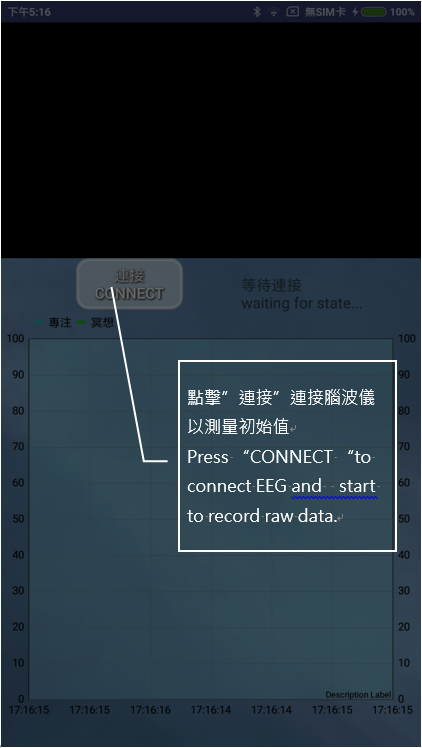 下午5:16 無SIM卡 100%
連接
CONNECT
等待連接
waiting for state...
專注 冥想
100 100
90 90
80 80
70 70
60 60
50 50
40 40
30 30
20 20
10 10
0 0
點擊”連接”連接腦波儀
以測量初始值
Press “CONNECT “to
connect EEG and start
to record raw data.
Description Label
17:16:15 17:16:15 17:16:16 17:16:14 17:16:14 17:16:15 17:16:15